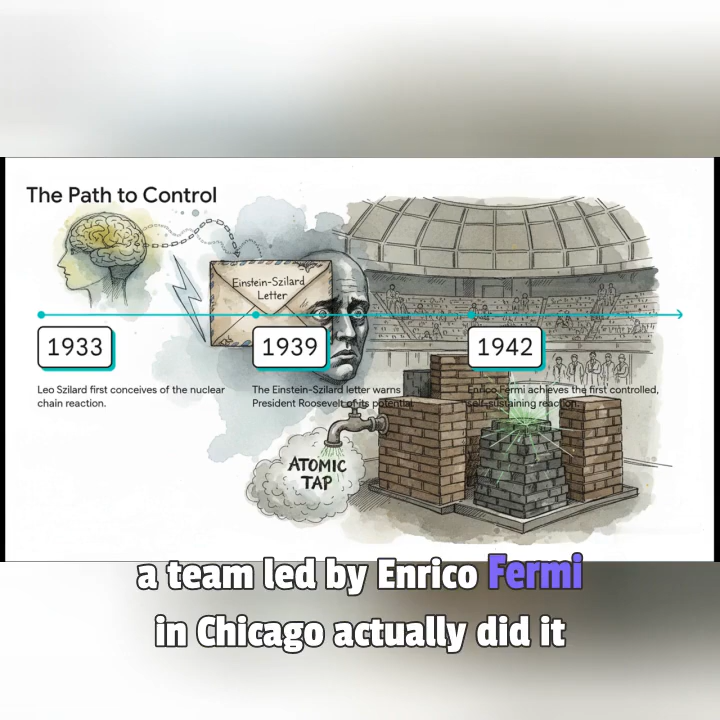 The Path to Control
Einstein-Szilard
Letter
1933
1939
1942
Leo Szilard first conceives of the nuclear
chain reaction.
The Einstein-Szilard letter warns
President Roosevelt of its potential
Enrico Fermi achieves the first controlled,
self-sustaining reaction.
ATOMIC
TAP
a team led by Enrico Fermi
in Chicago actually did it